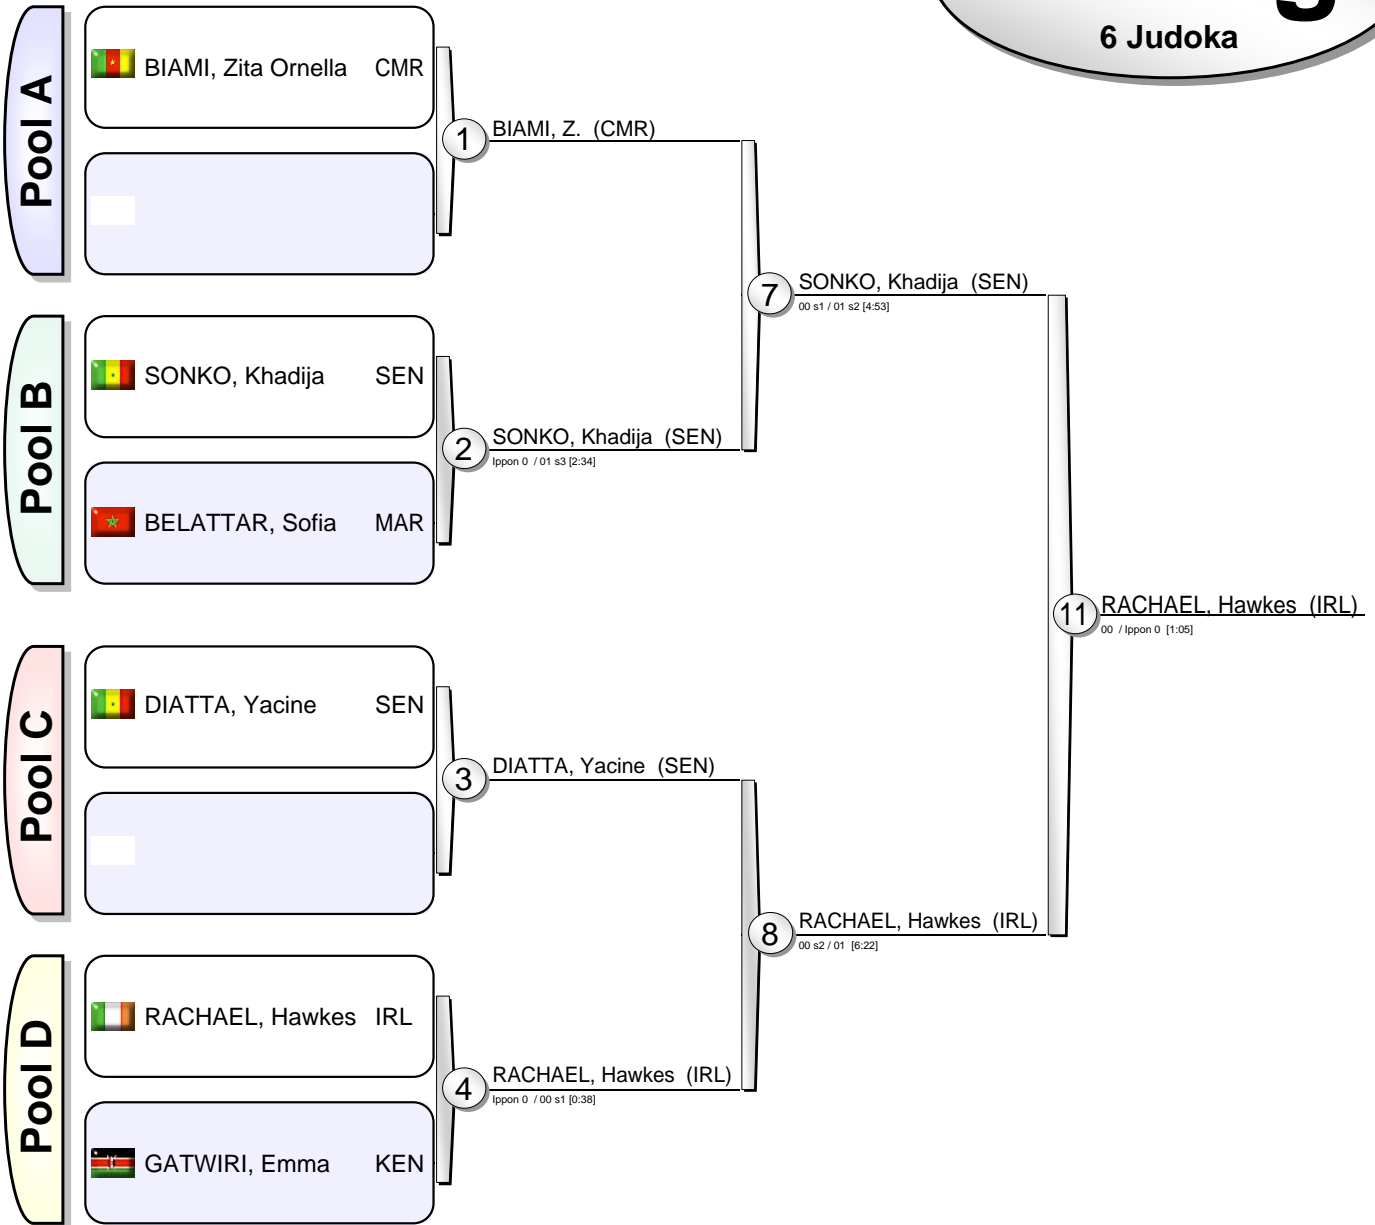 6 Judoka
Pool A
BIAMI, Zita Ornella CMR
1
BIAMI, Z. (CMR)
7
SONKO, Khadija (SEN)
00 s1 / 01 s2 [4:53]
Pool B
SONKO, Khadija SEN
2
SONKO, Khadija (SEN)
Ippon 0 / 01 s3 [2:34]
BELATTAR, Sofia MAR
11
RACHAEL, Hawkes (IRL)
00 / Ippon 0 [1:05]
Pool C
DIATTA, Yacine SEN
3
DIATTA, Yacine (SEN)
8
RACHAEL, Hawkes (IRL)
00 s2 / 01 [6:22]
Pool D
RACHAEL, Hawkes IRL
4
RACHAEL, Hawkes (IRL)
Ippon 0 / 00 s1 [0:38]
GATWIRI, Emma KEN